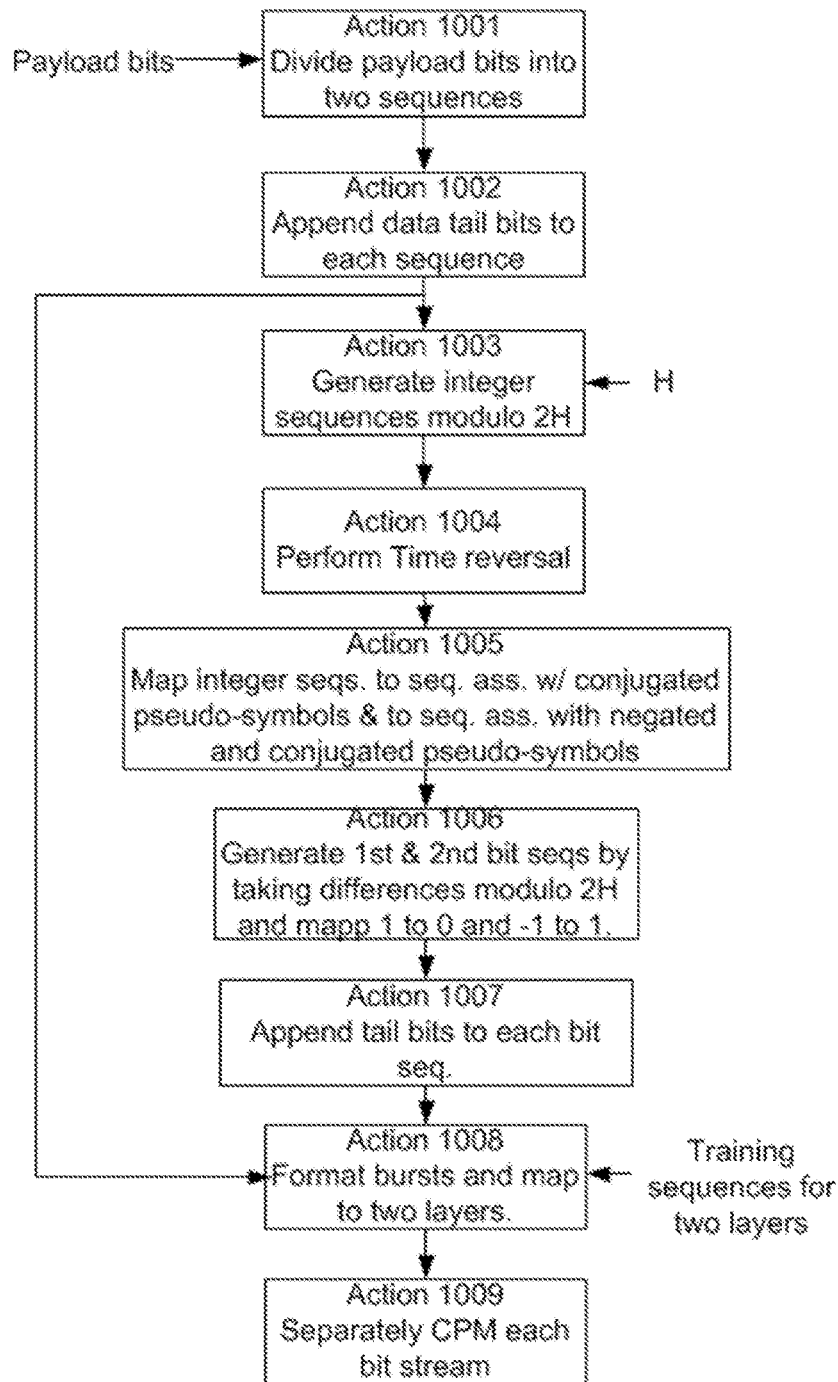 Action 1001
Payload bits
Divide payload bits into
two sequences
Action 1002
Append data tail bits to
each sequence
Action 1003
Generate integer
sequences modulo 2H
H
Action 1004
Perform Time reversal
Action 1005
Map integer seqs. to seq. ass. w/ conjugated
pseudo-symbols & to seq. ass. with negated
and conjugated pseudo-symbols
Action 1006
Generate 1st & 2nd bit seqs by
taking differences modulo 2H
and mapp 1 to 0 and -1 to 1.
Action 1007
Append tail bits to each bit
seq.
Action 1008
Format bursts and map
to two layers.
Training
sequences for
two layers
Action 1009
Separately CPM each
bit stream